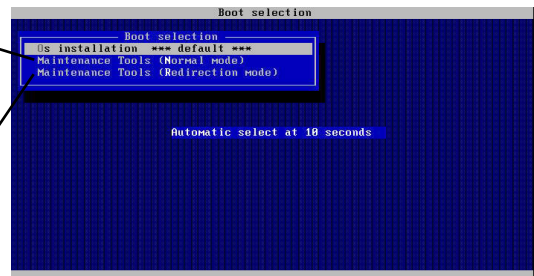 Boot selection
Boot selection
Os installation *** default ***
Maintenance Tools (Normal mode)
Maintenance Tools (Redirection mode)
Automatic select at 10 seconds